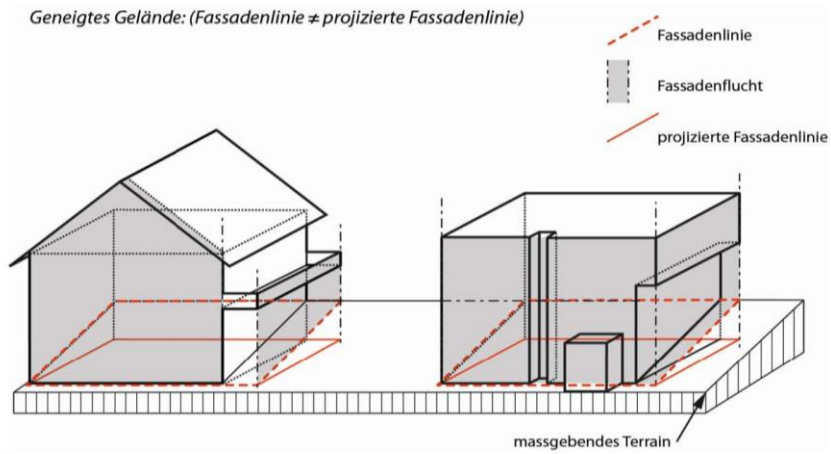 Geneigtes Gelände: (Fassadenlinie ≠ projizierte Fassadenlinie)
Fassadenlinie
Fassadenflucht
projizierte Fassadenlinie
massgebendes Terrain